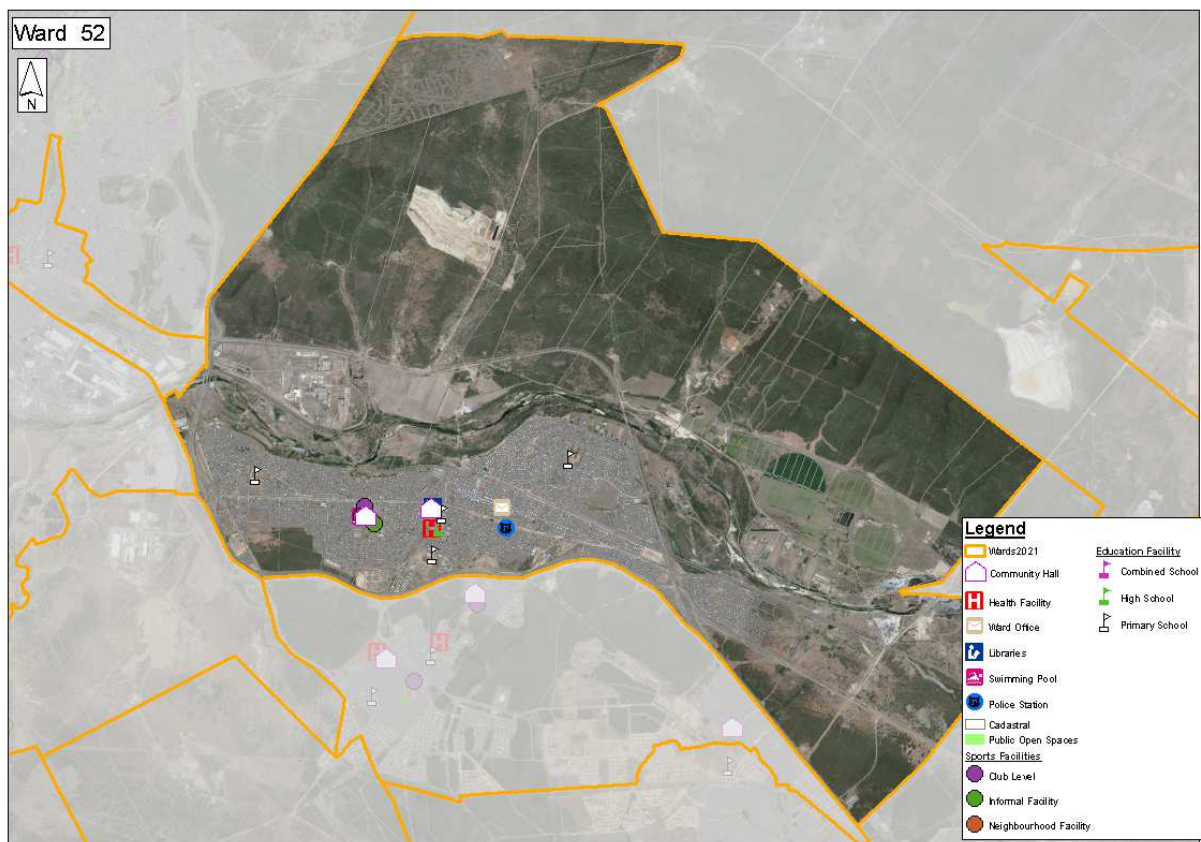 Ward 52
N
Legend
Wards2021
Community Hall
Health Facility
Ward Office
Libraries
Swimming Pool
Police Station
Cadastral
Public Open Spaces
Sports Facilities
Club Level
Informal Facility
Neighbourhood Facility
Education Facility
Combined School
High School
Primary School